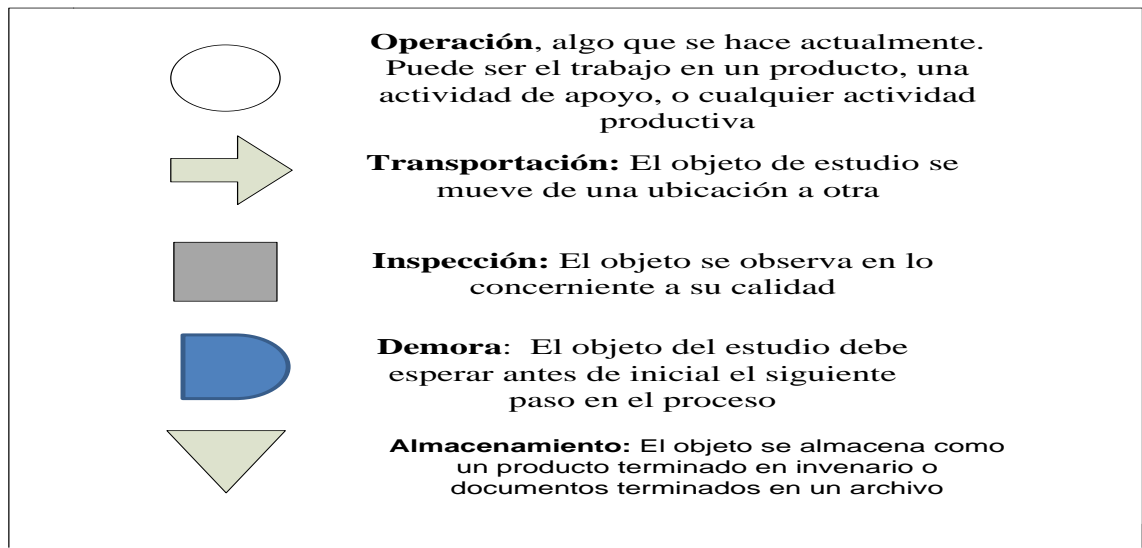 Operación, algo que se hace actualmente.
Puede ser el trabajo en un producto, una
actividad de apoyo, o cualquier actividad
productiva
Transportación: El objeto de estudio se
mueve de una ubicación a otra
Inspección: El objeto se observa en lo
concerniente a su calidad
Demora:  El objeto del estudio debe
esperar antes de inicial el siguiente
paso en el proceso
Almacenamiento: El objeto se almacena como
un producto terminado en invenario o
documentos terminados en un archivo